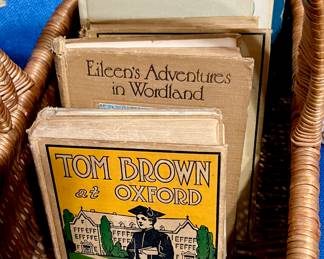 Eileen's Adventures
in Wordland
TOM BROWN
at OXFORD